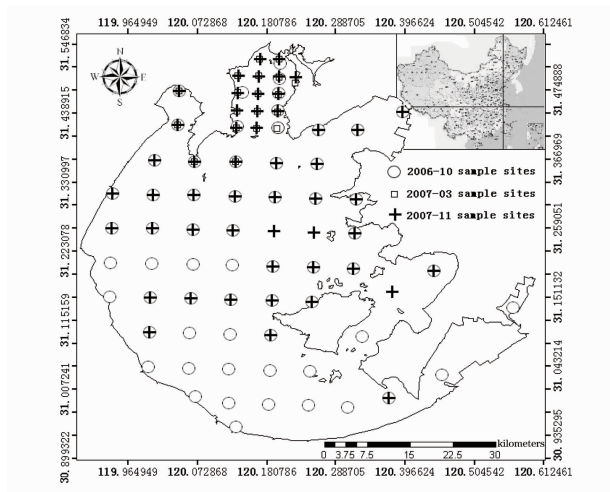 119.964949 120.072868 120.180786 120.288705 120.396624 120.504542 120.612461
31.546834
31.438915
31.330997
31.223078
31.115159
31.007241
30.899322
N
W E
S
31.474888
31.366969
31.259051
31.151132
31.043214
30.935295
2006-10 sample sites
2007-03 sample sites
2007-11 sample sites
kilometers
0 3.75 7.5 15 22.5 30
119.964949 120.072868 120.180786 120.288705 120.396624 120.504542 120.612461